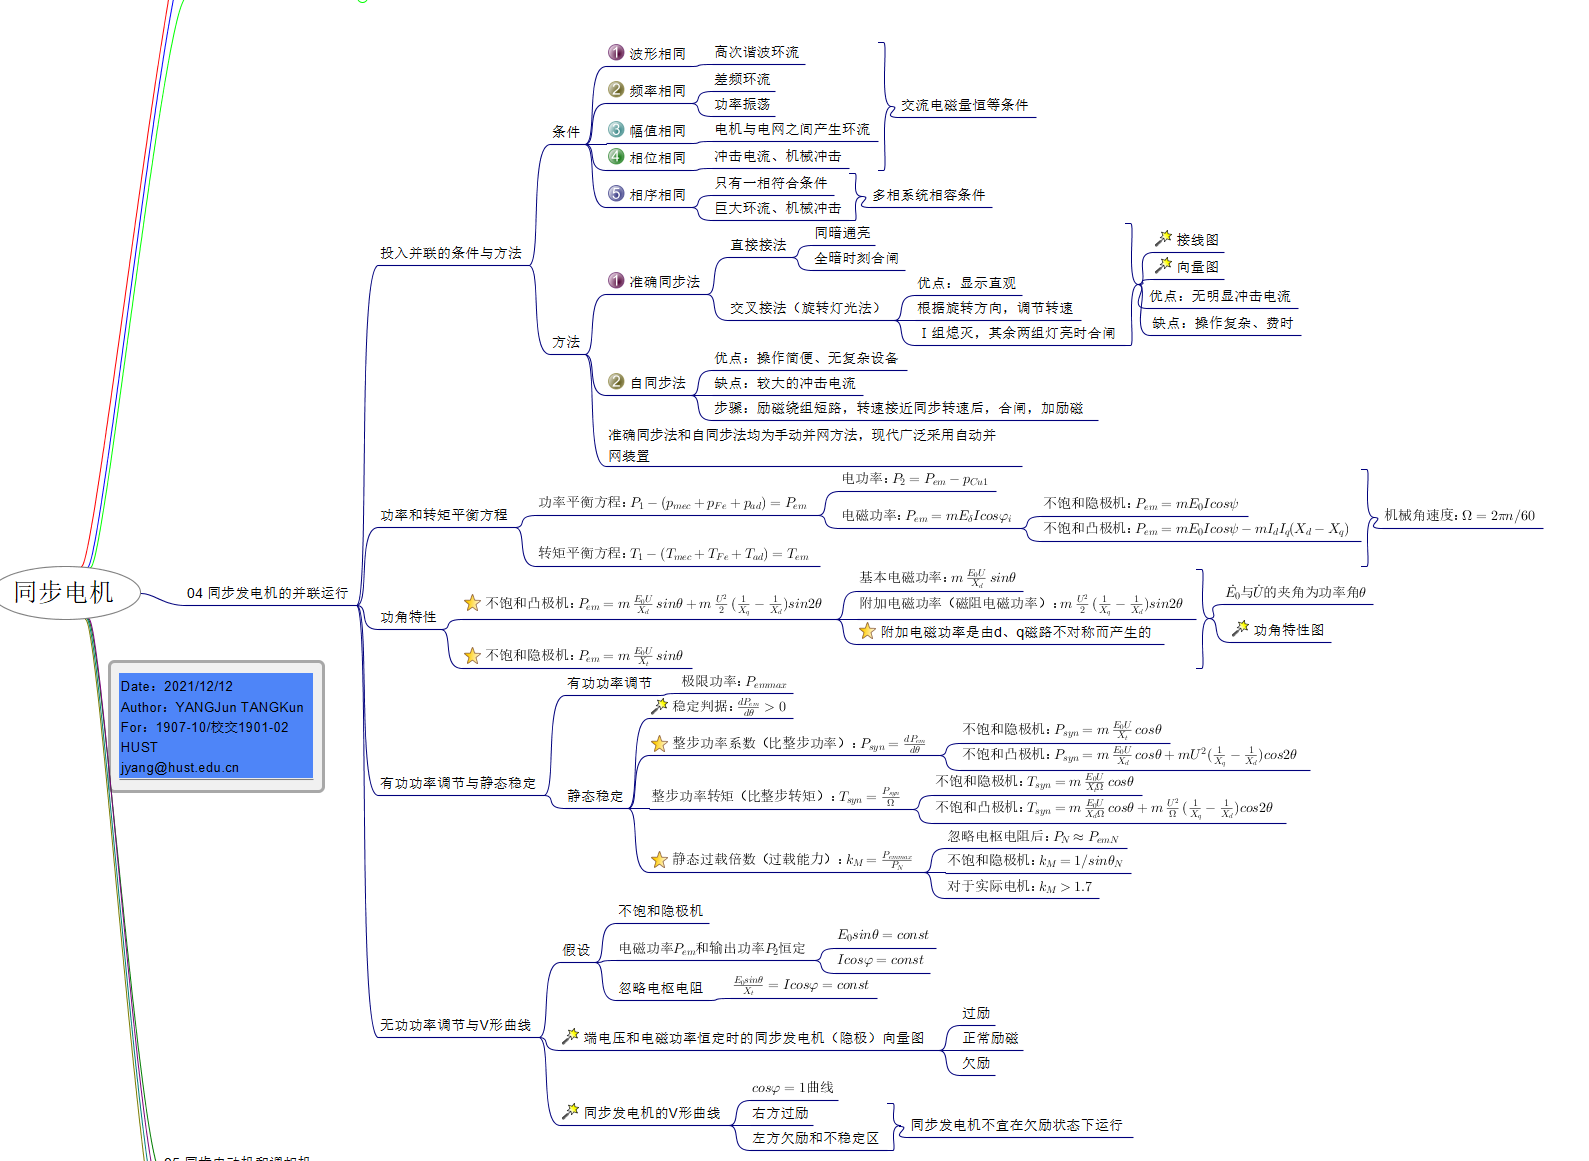 同步电机
Date：2021/12/12
Author：YANGJun TANGKun
For：1907-10/校交1901-02
HUST
jyang@hust.edu.cn
04 同步发电机的并联运行
投入并联的条件与方法
条件
1 波形相同
高次谐波环流
2 频率相同
差频环流
功率振荡
3 幅值相同
电机与电网之间产生环流
4 相位相同
冲击电流、机械冲击
交流电磁量恒等条件
5 相序相同
只有一相符合条件
巨大环流、机械冲击
多相系统相容条件
方法
1 准确同步法
直接接法
同暗通亮
全暗时刻合闸
交叉接法（旋转灯光法）
优点：显示直观
根据旋转方向，调节转速
Ⅰ组熄灭，其余两组灯亮时合闸
接线图
向量图
优点：无明显冲击电流
缺点：操作复杂、费时
2 自同步法
优点：操作简便、无复杂设备
缺点：较大的冲击电流
步骤：励磁绕组短路，转速接近同步转速后，合闸，加励磁
准确同步法和自同步法均为手动并网方法，现代广泛采用自动并
网装置
功率和转矩平衡方程
功率平衡方程：$P_1-(p_{mec}+p_{Fe}+p_{ad})=P_{em}$
电功率：$P_2=P_{em}-p_{Cu1}$
电磁功率：$P_{em}=mE_\delta Icos\varphi_i$
不饱和隐极机：$P_{em}=mE_0Icos\psi$
不饱和凸极机：$P_{em}=mE_0Icos\psi-mI_dI_q(X_d-X_q)$
转矩平衡方程：$T_1-(T_{mec}+T_{Fe}+T_{ad})=T_{em}$
机械角速度：$\Omega=2\pi n/60$
功角特性
不饱和凸极机：$P_{em}=m\frac{E_0U}{X_d}sin\theta+m\frac{U^2}{2}(\frac{1}{X_q}-\frac{1}{X_d})sin2\theta$
基本电磁功率：$m\frac{E_0U}{X_d}sin\theta$
附加电磁功率（磁阻电磁功率）：$m\frac{U^2}{2}(\frac{1}{X_q}-\frac{1}{X_d})sin2\theta$
附加电磁功率是由d、q磁路不对称而产生的
不饱和隐极机：$P_{em}=m\frac{E_0U}{X_t}sin\theta$
$\dot{E}_0$与$\dot{U}$的夹角为功率角$\theta$
功角特性图
有功功率调节与静态稳定
有功功率调节
极限功率：$P_{emmax}$
静态稳定
稳定判据：$\frac{dP_{em}}{d\theta}>0$
整步功率系数（比整步功率）：$P_{syn}=\frac{dP_{em}}{d\theta}$
不饱和隐极机：$P_{syn}=m\frac{E_0U}{X_t}cos\theta$
不饱和凸极机：$P_{syn}=m\frac{E_0U}{X_d}cos\theta+mU^2(\frac{1}{X_q}-\frac{1}{X_d})cos2\theta$
整步功率转矩（比整步转矩）：$T_{syn}=\frac{P_{syn}}{\Omega}$
不饱和隐极机：$T_{syn}=m\frac{E_0U}{X_t\Omega}cos\theta$
不饱和凸极机：$T_{syn}=m\frac{E_0U}{X_d\Omega}cos\theta+m\frac{U^2}{\Omega}(\frac{1}{X_q}-\frac{1}{X_d})cos2\theta$
静态过载倍数（过载能力）：$k_M=\frac{P_{emmax}}{P_N}$
忽略电枢电阻后：$P_N\approx P_{emN}$
不饱和隐极机：$k_M=1/sin\theta_N$
对于实际电机：$k_M>1.7$
无功功率调节与V形曲线
假设
不饱和隐极机
电磁功率$P_{em}$和输出功率$P_2$恒定
$E_0sin\theta=const$
$Icos\varphi=const$
忽略电枢电阻
$\frac{E_0sin\theta}{X_t}=Icos\varphi=const$
端电压和电磁功率恒定时的同步发电机（隐极）向量图
过励
正常励磁
欠励
同步发电机的V形曲线
$cos\varphi=1$曲线
右方过励
左方欠励和不稳定区
同步发电机不宜在欠励状态下运行
05 同步电动机和调相机